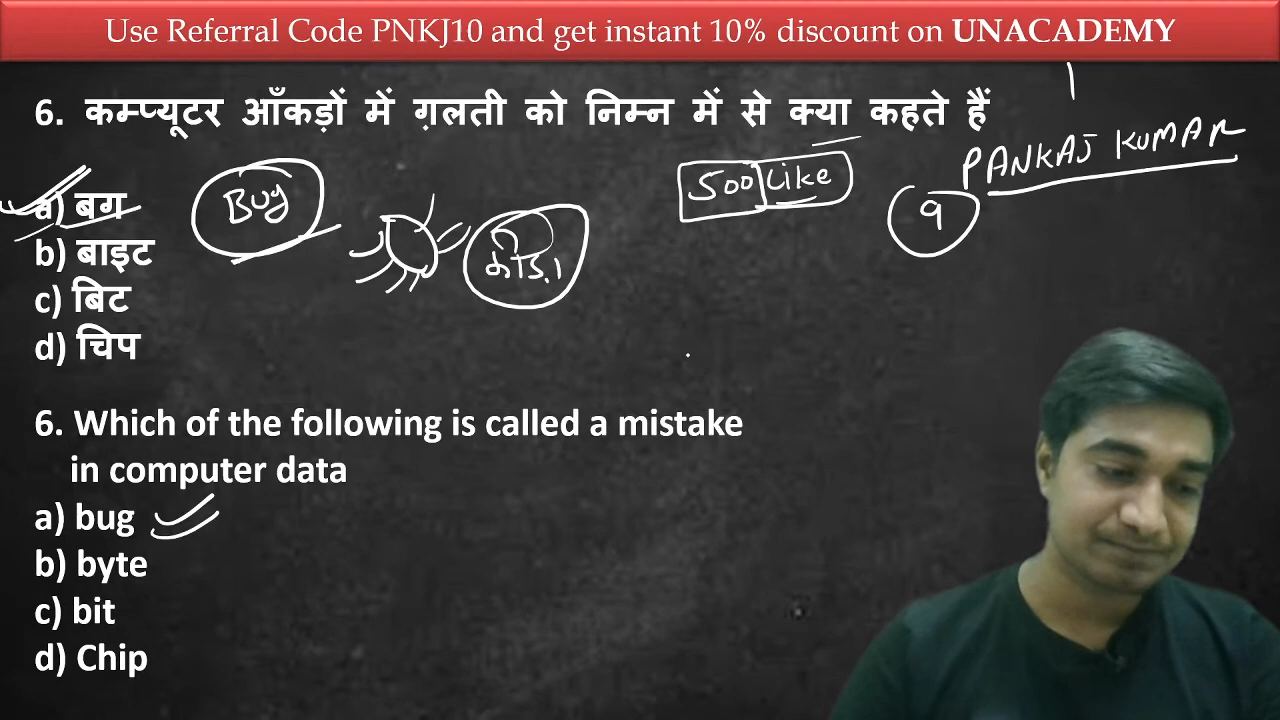 Use Referral Code PNKJ10 and get instant 10% discount on UNACADEMY
6. कम्प्यूटर आँकड़ों में ग़लती को निम्न में से क्या कहते हैं
PANKAJ KUMAR
500 Like
9
a) बग
Bug
b) बाइट
कीड़ा
c) बिट
d) चिप
6. Which of the following is called a mistake
in computer data
a) bug
b) byte
c) bit
d) Chip